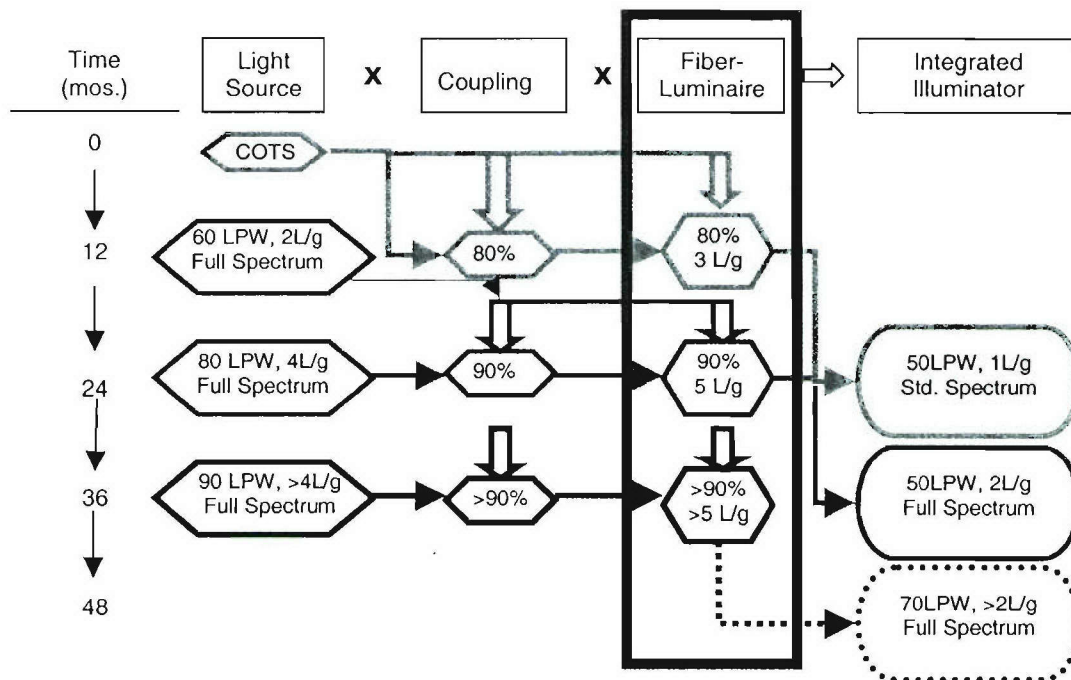 Time
(mos.)
Light
Source
x
Coupling
x
Fiber-
Luminaire
Integrated
Illuminator
0
COTS
12
60 LPW, 2L/g
Full Spectrum
80%
80%
3 L/g
24
80 LPW, 4L/g
Full Spectrum
90%
90%
5 L/g
50LPW, 1L/g
Std. Spectrum
36
90 LPW, >4L/g
Full Spectrum
>90%
>90%
>5 L/g
50LPW, 2L/g
Full Spectrum
48
70LPW, >2L/g
Full Spectrum